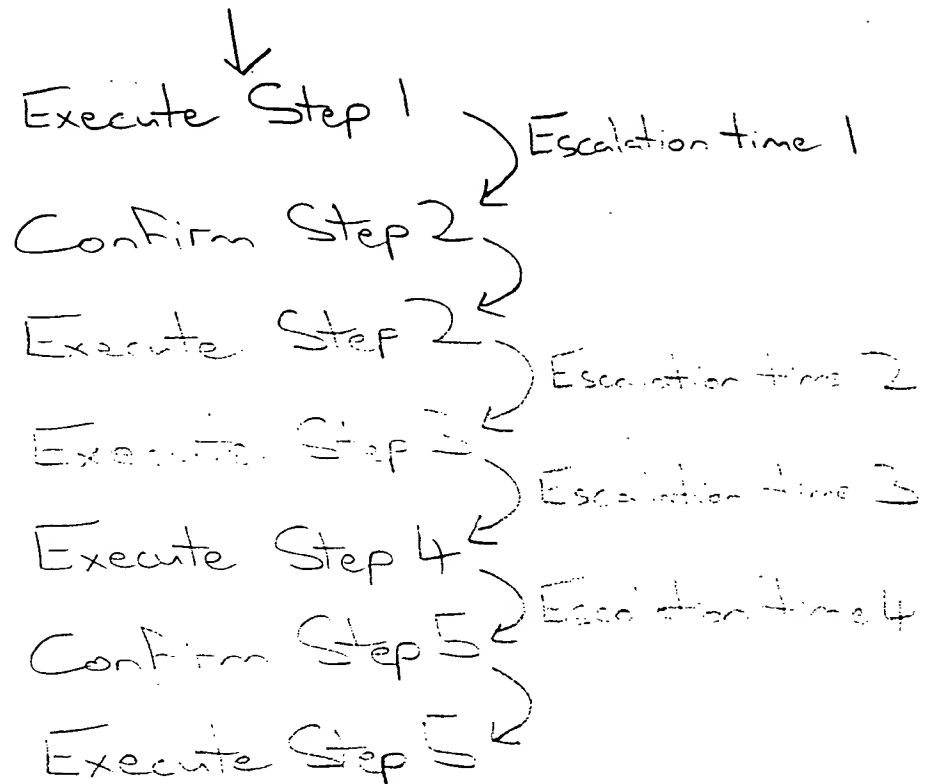 Execute Step 1
Escalation time 1
Confirm Step 2
Execute Step 2
Escalation time 2
Execute Step 3
Escalation time 3
Execute Step 4
Escalation time 4
Confirm Step 5
Execute Step 5